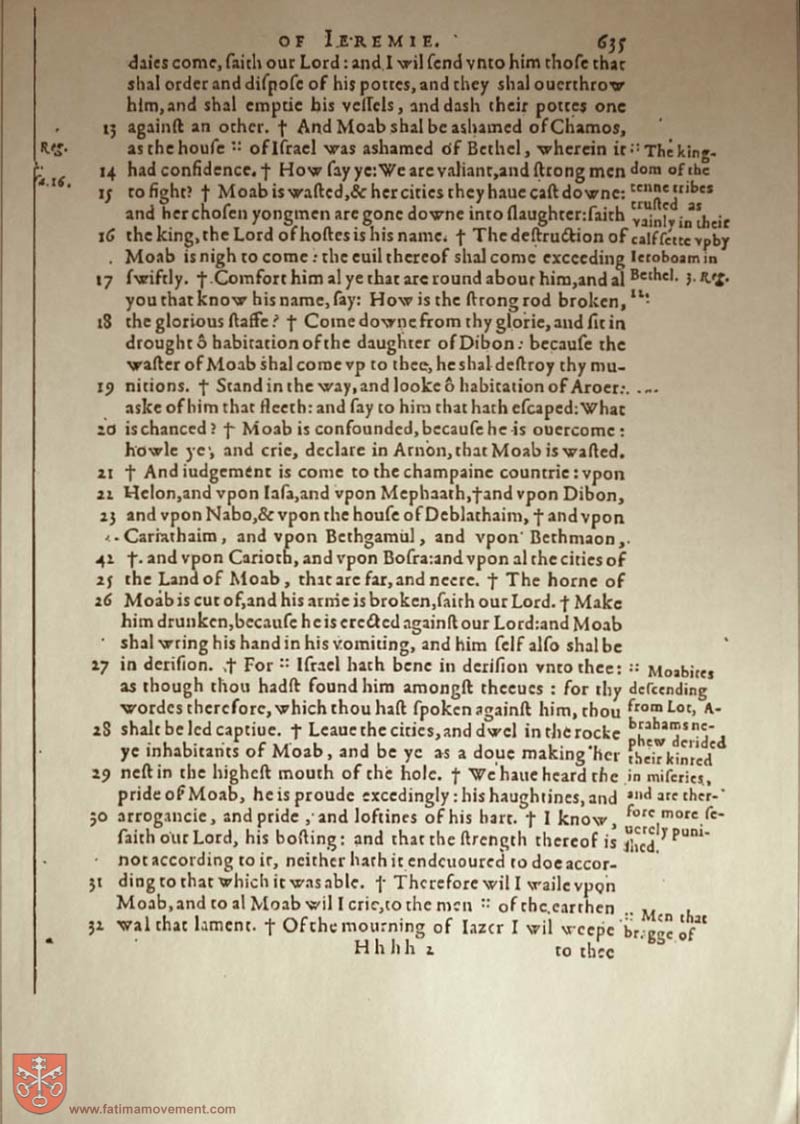 OF IEREMIE. 635
daies come, ſaith our Lord: and I wil ſend vnto him thoſe that
shal order and diſpoſe of his pottes, and they shal ouerthrow
him, and shal emptie his veſſels, and dash their pottes one
13 againſt an other. † And Moab shal be ashamed of Chamos,
as the houſe :: of Iſrael was ashamed of Bethel, wherein it
14 had confidence. † How ſay ye: We are valiant, and ſtrong men
15 to fight? † Moab is waſted, & her cities they haue caſt downe:
and her choſen yongmen are gone downe into ſlaughter: ſaith
16 the king, the Lord of hoſtes is his name. † The deſtruction of
Moab is nigh to come: the euil thereof shal come exceeding
17 ſwiftly. † Comfort him al ye that are round about him, and al
you that know his name, ſay: How is the ſtrong rod broken,
18 the glorious ſtaffe? † Come downe from thy glorie, and ſit in
drought ô habitation of the daughter of Dibon: becauſe the
waſter of Moab shal come vp to thee, he shal deſtroy thy mu-
19 nitions. † Stand in the way, and looke ô habitation of Aroer:
aske of him that fleeth: and ſay to him that hath eſcaped: What
20 is chanced? † Moab is confounded, becauſe he is ouercome:
howle ye, and crie, declare in Arnon, that Moab is waſted.
21 † And iudgement is come to the champaine countrie: vpon
22 Helon, and vpon Iaſa, and vpon Mephaath, † and vpon Dibon,
23 and vpon Nabo, & vpon the houſe of Deblathaim, † and vpon
Cariathaim, and vpon Bethgamul, and vpon Bethmaon,
42 †. and vpon Carioth, and vpon Boſra: and vpon al the cities of
25 the Land of Moab, that are far, and neere. † The horne of
26 Moab is cut of, and his arme is broken, ſaith our Lord. † Make
him drunken, becauſe he is erected againſt our Lord: and Moab
shal wring his hand in his vomiting, and him ſelf alſo shal be
27 in deriſion. † For :: Iſrael hath bene in deriſion vnto thee:
as though thou hadſt found him amongſt theeues: for thy
wordes therefore, which thou haſt ſpoken againſt him, thou
28 shalt be led captiue. † Leaue the cities, and dwel in the rocke
ye inhabitants of Moab, and be ye as a doue making her
29 neſt in the higheſt mouth of the hole. † We haue heard the
pride of Moab, he is proude excedingly: his haughtines, and
30 arrogancie, and pride, and loftines of his hart. † I know,
ſaith our Lord, his boſting: and that the ſtrength thereof is
not according to it, neither hath it endeuoured to doe accor-
31 ding to that which it was able. † Therefore wil I waile vpon
Moab, and to al Moab wil I crie, to the men :: of the earthen
32 wal that lament. † Of the mourning of Iazer I wil weepe
Hhhh 2 to thee
Reg.
16.
:: The king-
dom of the
tenne tribes
truſted as
vainly in their
calf ſette vp by
Ieroboam in
Bethel. 3. Reg.
12.
:: Moabites
deſcending
from Lot, A-
brahams ne-
phew derided
their kinred
in miſeries,
and are ther-
fore more ſe-
uerely puni-
shed.
:: Men that
bragge of
www.fatimamovement.com